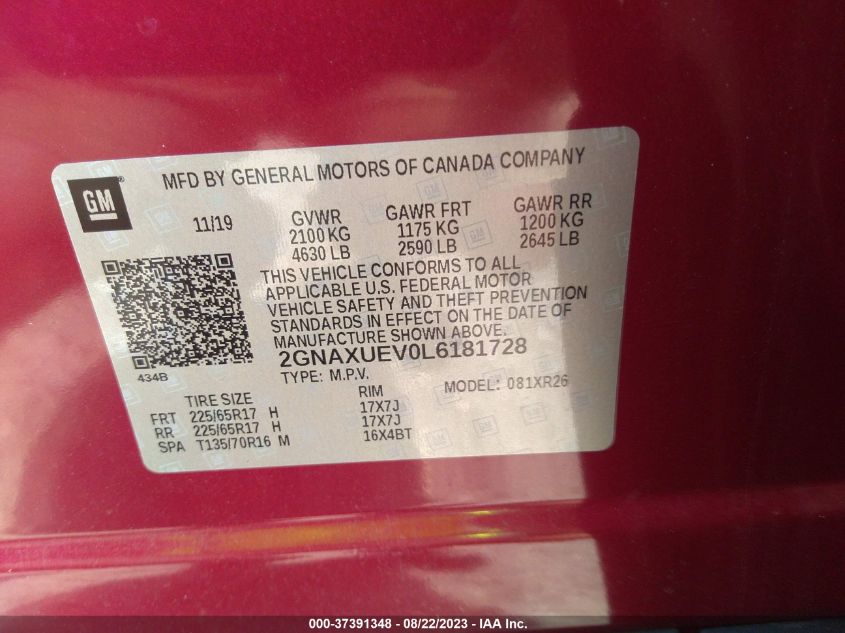 GM
MFD BY GENERAL MOTORS OF CANADA COMPANY
11/19 GVWR GAWR FRT GAWR RR
2100 KG 1175 KG 1200 KG
4630 LB 2590 LB 2645 LB
THIS VEHICLE CONFORMS TO ALL
APPLICABLE U.S. FEDERAL MOTOR
VEHICLE SAFETY AND THEFT PREVENTION
STANDARDS IN EFFECT ON THE DATE OF
MANUFACTURE SHOWN ABOVE.
2GNAXUEV0L6181728
434B TYPE: M.P.V. MODEL: 081XR26
TIRE SIZE RIM
FRT 225/65R17 H 17X7J
RR 225/65R17 H 17X7J
SPA T135/70R16 M 16X4BT
000-37391348 - 08/22/2023 - IAA Inc.